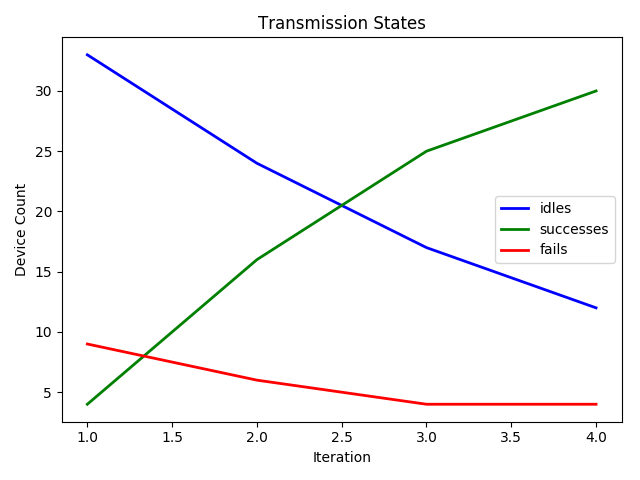 Transmission States
Device Count
30
25
20
15
10
5
idles
successes
fails
1.0 1.5 2.0 2.5 3.0 3.5 4.0
Iteration